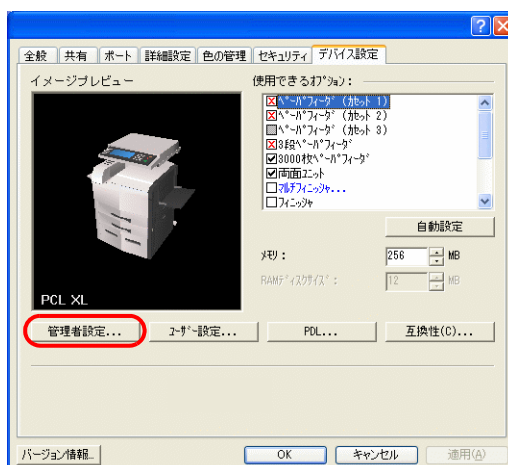 全般
共有
ポート
詳細設定
色の管理
セキュリティ
デバイス設定
イメージプレビュー
PCL XL
使用できるｵﾌﾟｼｮﾝ：
ﾍﾟｰﾊﾟﾌｨｰﾀﾞ (ｶｾｯﾄ 1)
ﾍﾟｰﾊﾟﾌｨｰﾀﾞ (ｶｾｯﾄ 2)
ﾍﾟｰﾊﾟﾌｨｰﾀﾞ (ｶｾｯﾄ 3)
3段ﾍﾟｰﾊﾟﾌｨｰﾀﾞ
3000枚ﾍﾟｰﾊﾟﾌｨｰﾀﾞ
両面ﾕﾆｯﾄ
ﾏﾙﾁﾌｨﾆｯｼｬ...
ﾌｨﾆｯｼｬ
自動設定
ﾒﾓﾘ： 256 MB
RAMﾃﾞｨｽｸｻｲｽﾞ： 12 MB
管理者設定...
ﾕｰｻﾞｰ設定...
PDL...
互換性(C)...
バージョン情報...
OK
キャンセル
適用(A)